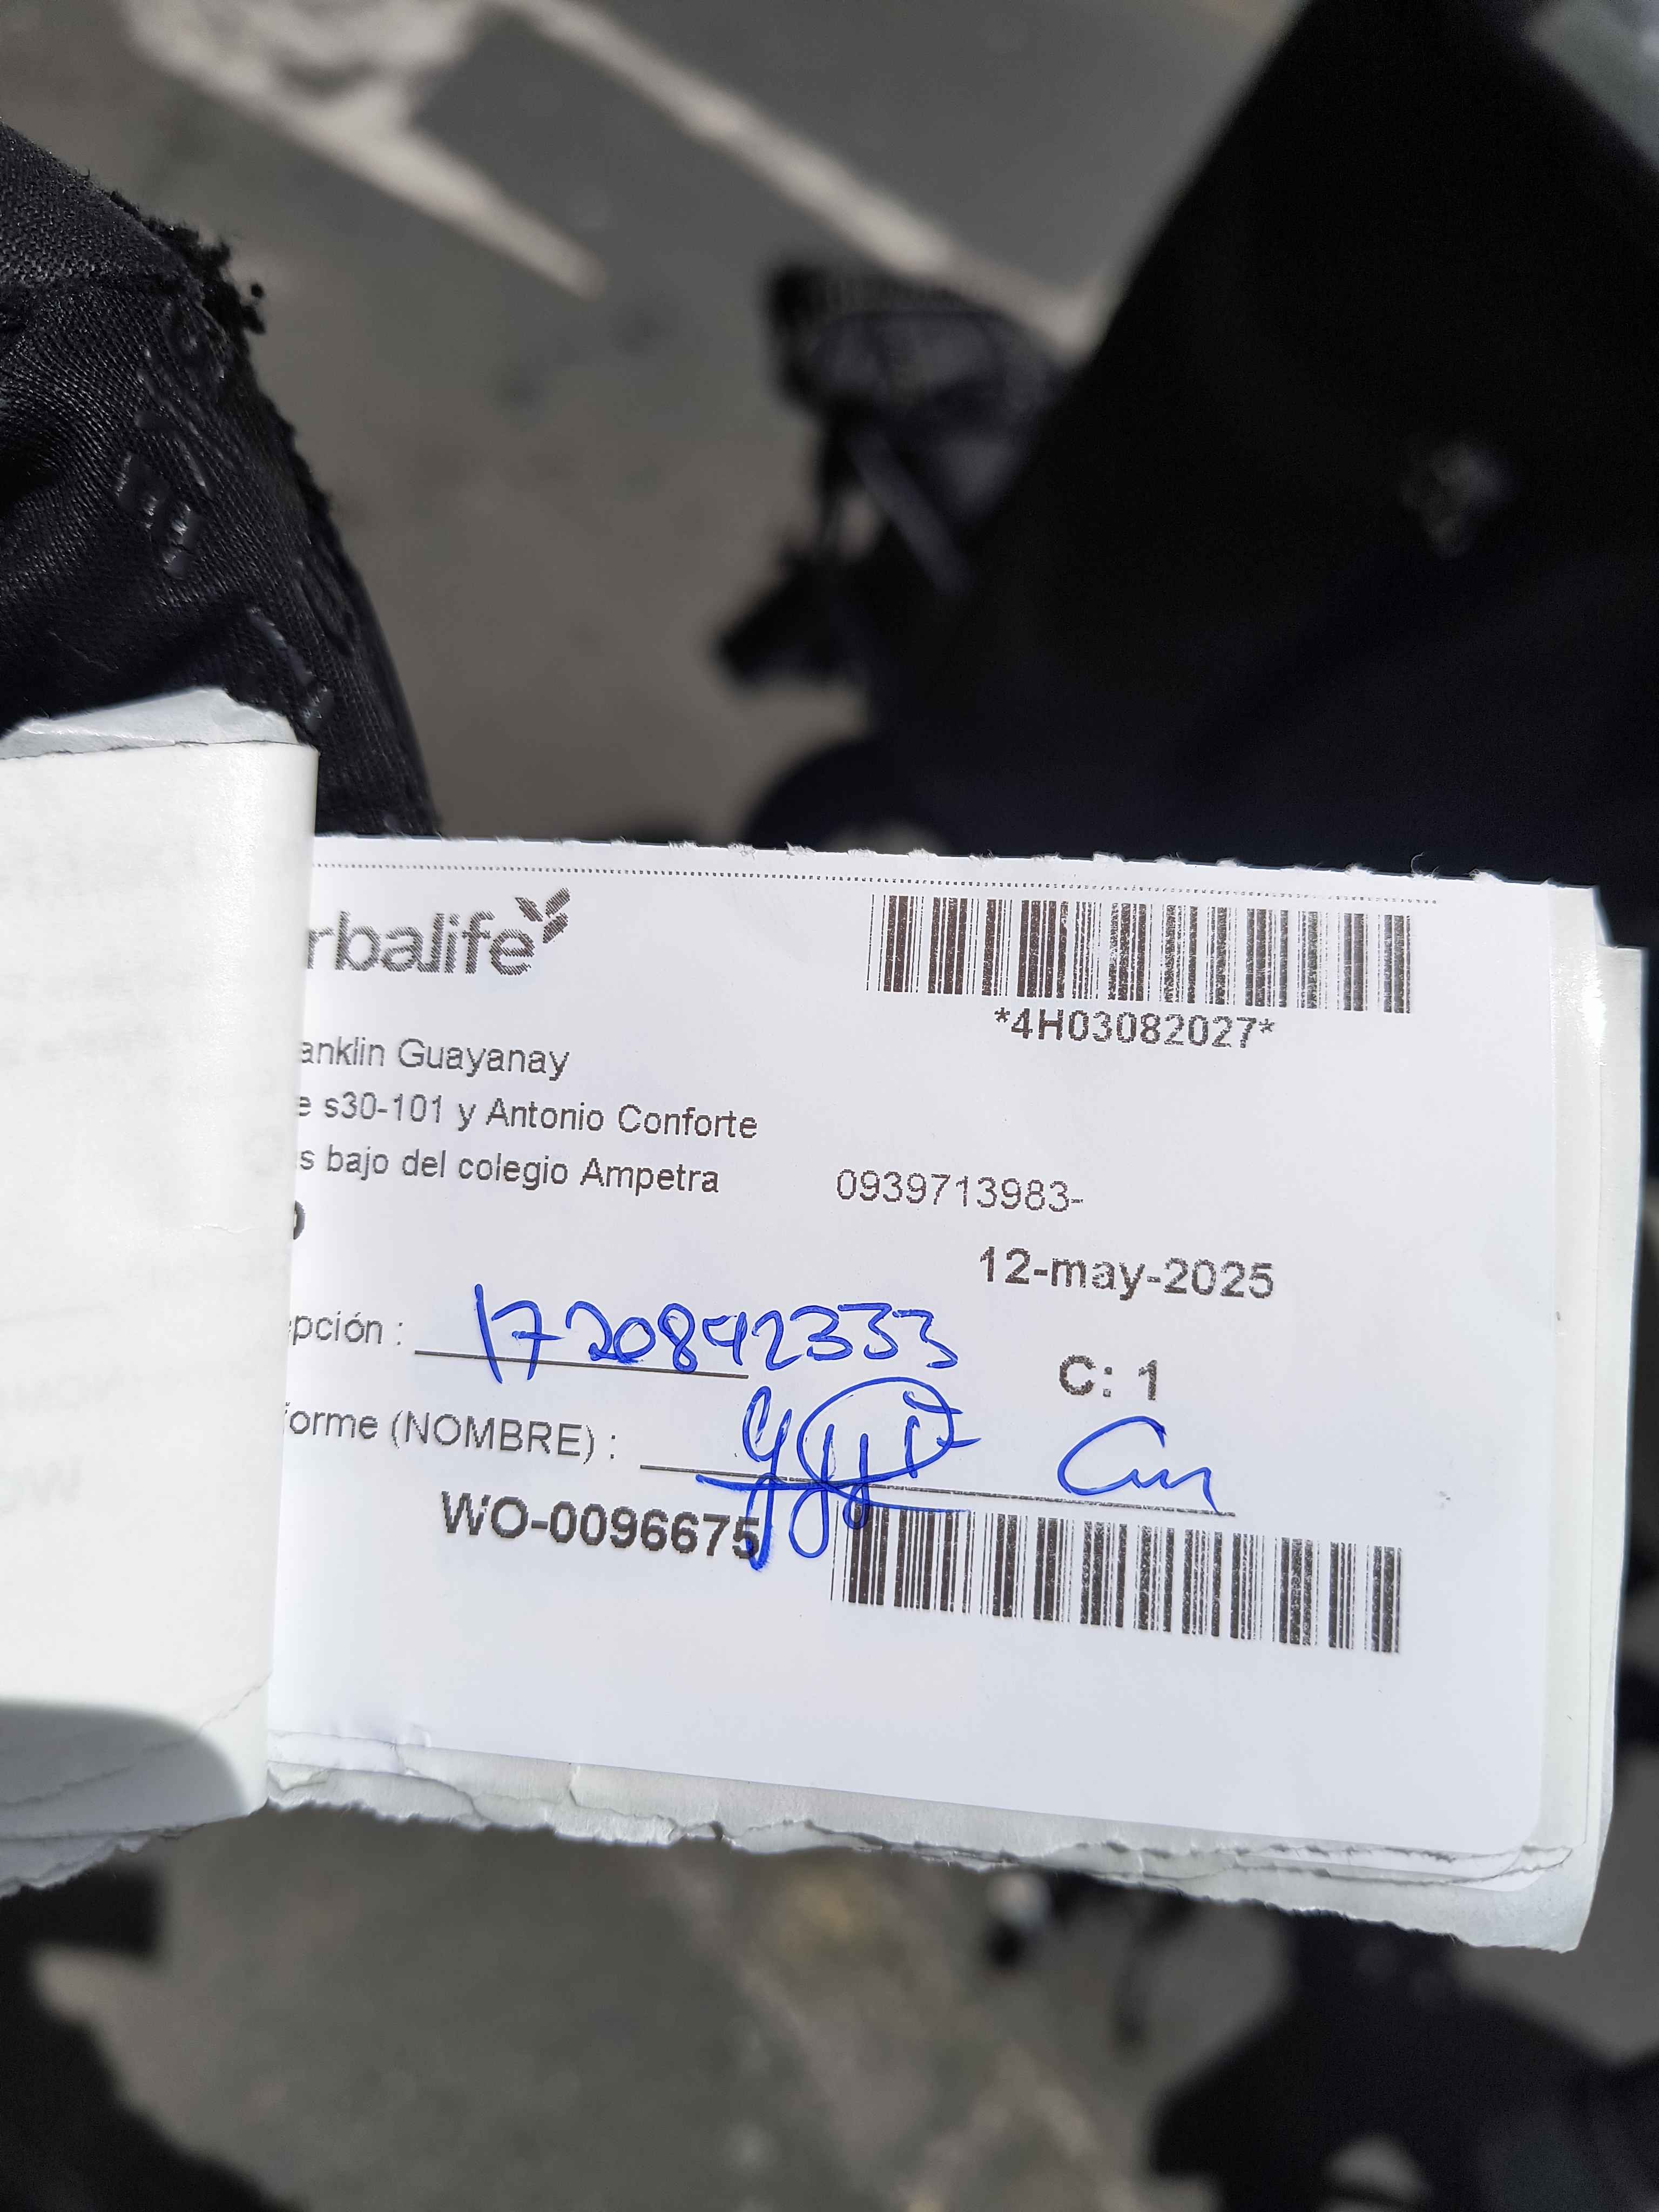 rbalife
*4H03082027*
anklin Guayanay
e s30-101 y Antonio Conforte
s bajo del colegio Ampetra 0939713983-
12-may-2025
pción : 1720842333
C: 1
forme (NOMBRE) :
WO-0096675